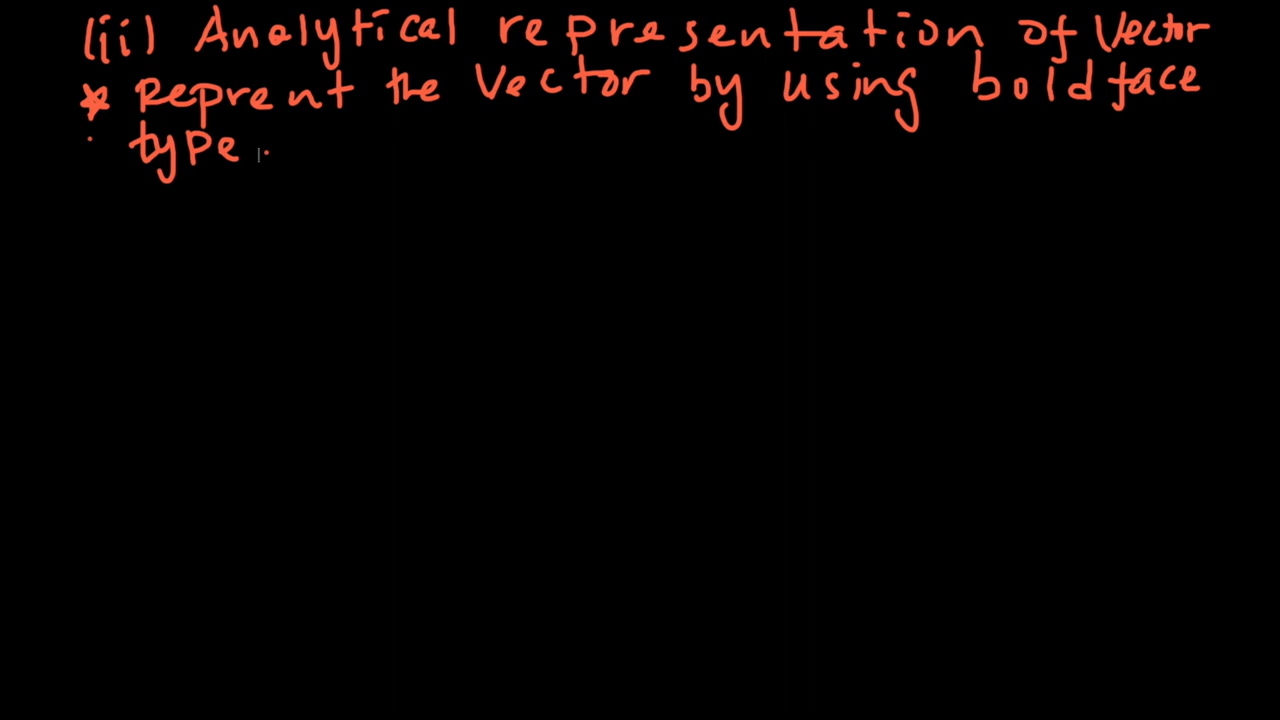 (ii) Analytical representation of Vector
* Reprent the Vector by using boldface
type.